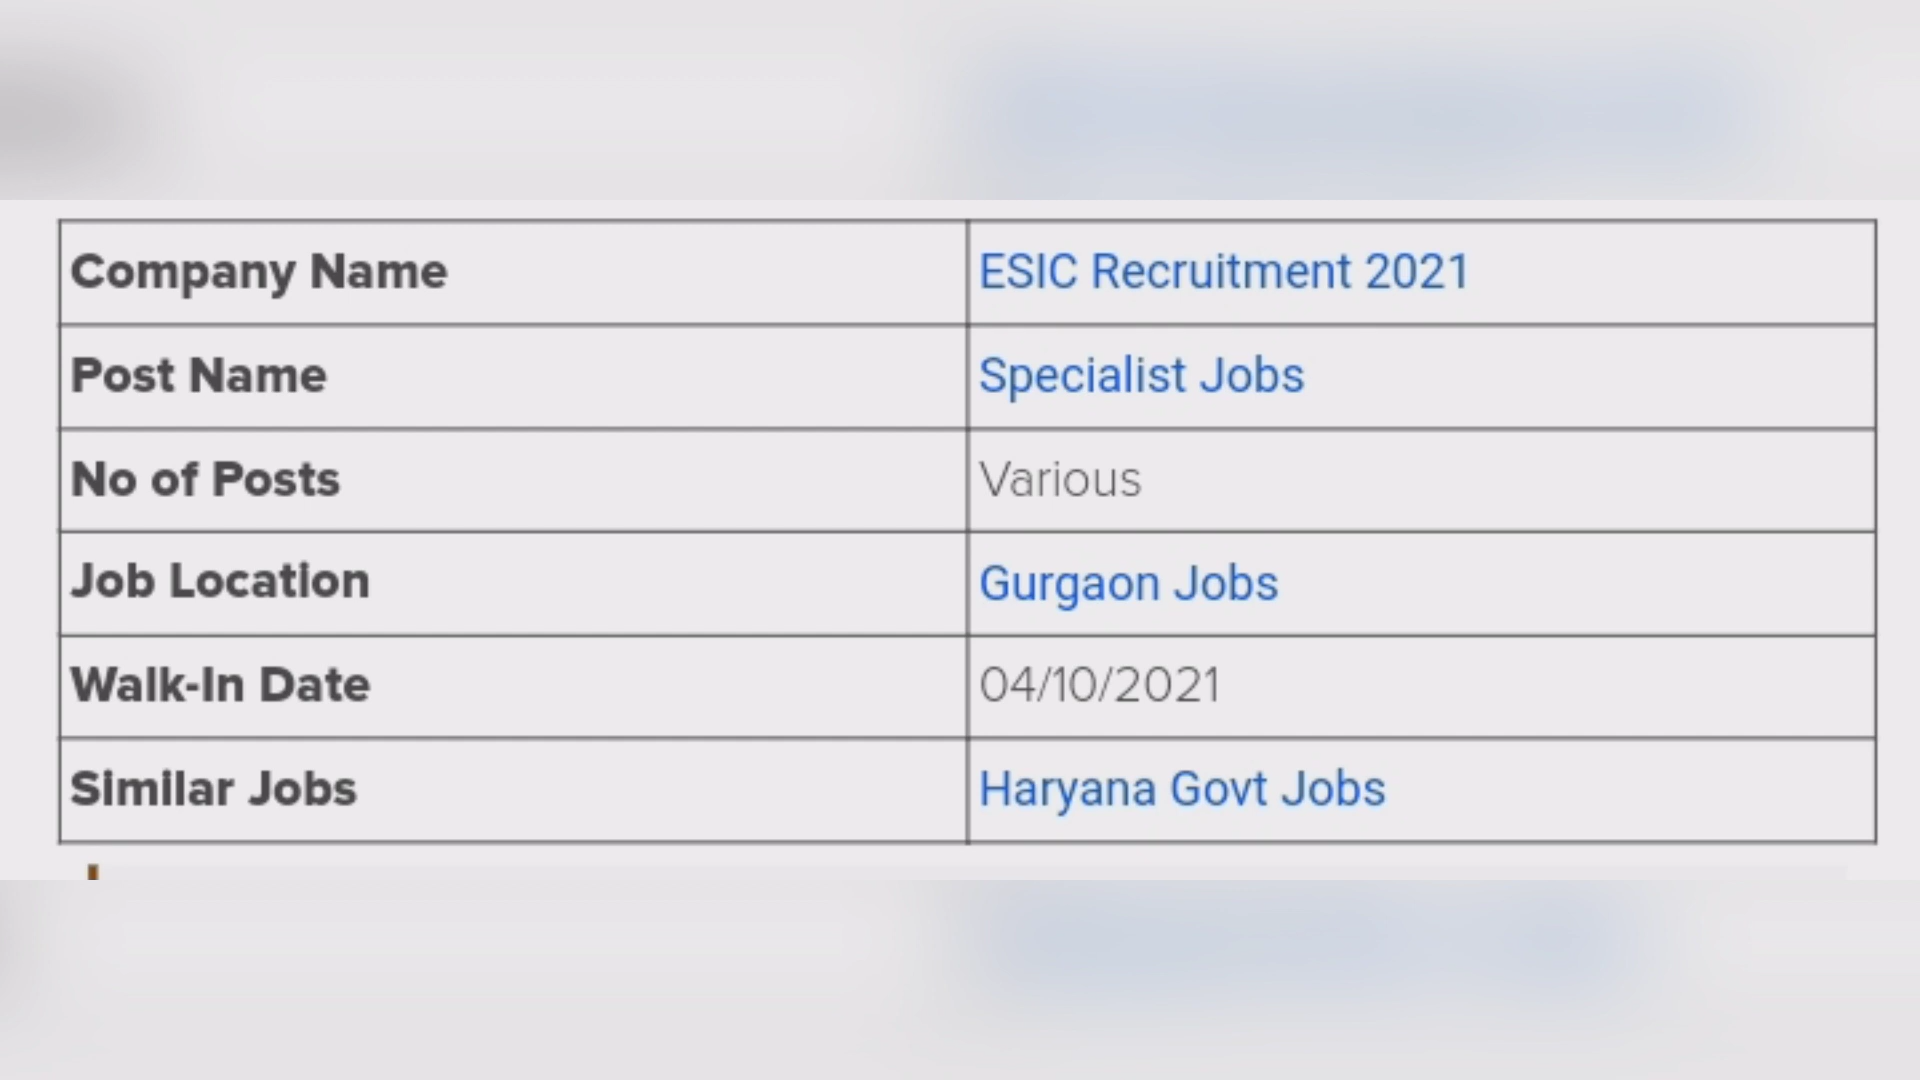 Company Name ESIC Recruitment 2021
Post Name Specialist Jobs
No of Posts Various
Job Location Gurgaon Jobs
Walk-In Date 04/10/2021
Similar Jobs Haryana Govt Jobs